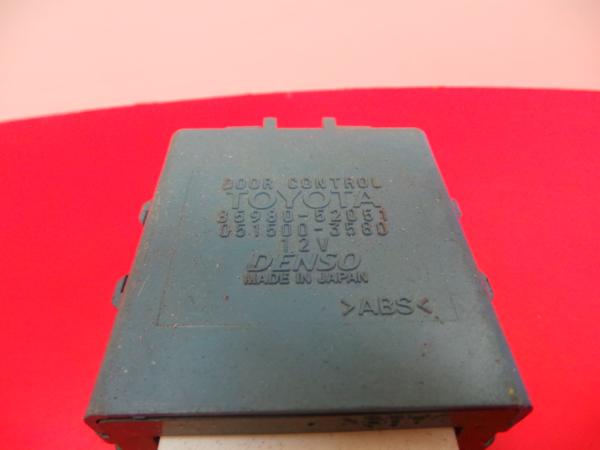 DOOR CONTROL
TOYOTA
85980-52051
051500-3580
12V
DENSO
MADE IN JAPAN
>ABS<